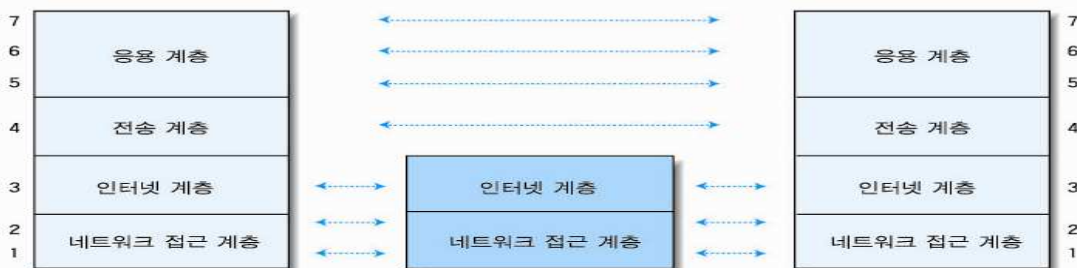 7 7
6 응용 계층 응용 계층 6
5 5
4 전송 계층 전송 계층 4
3 인터넷 계층 인터넷 계층 인터넷 계층 3
2 2
네트워크 접근 계층 네트워크 접근 계층 네트워크 접근 계층
1 1